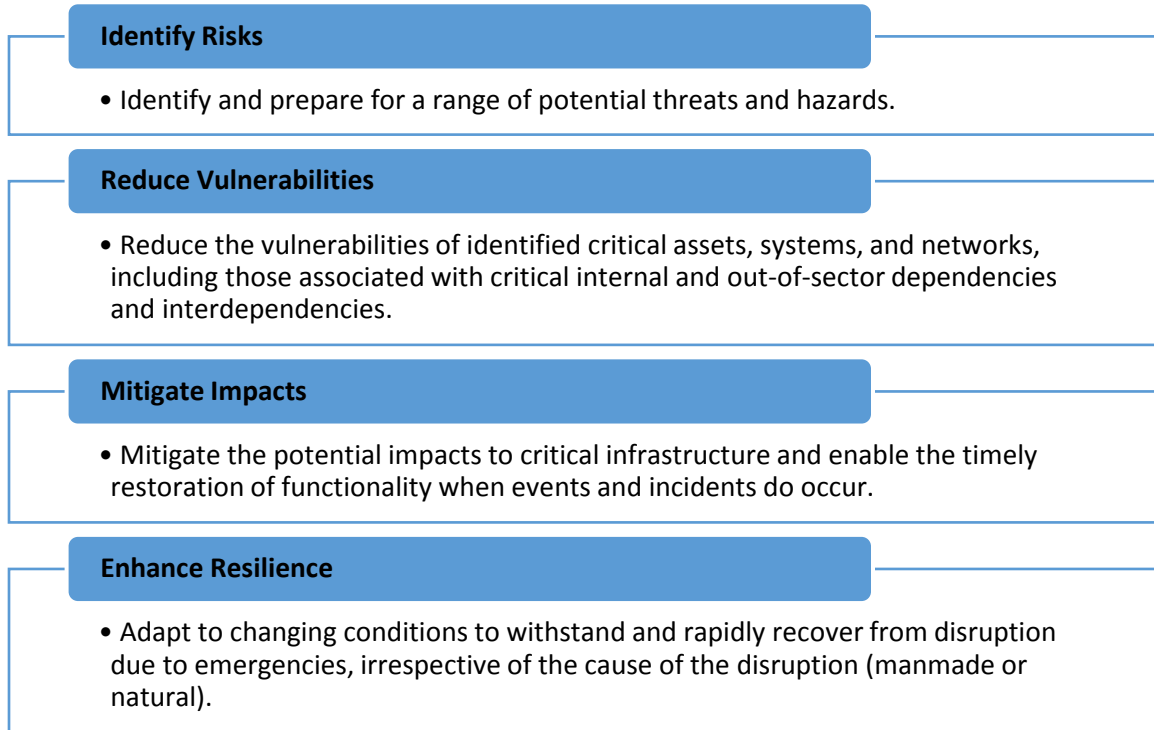 Identify Risks
• Identify and prepare for a range of potential threats and hazards.
Reduce Vulnerabilities
• Reduce the vulnerabilities of identified critical assets, systems, and networks,
including those associated with critical internal and out-of-sector dependencies
and interdependencies.
Mitigate Impacts
• Mitigate the potential impacts to critical infrastructure and enable the timely
restoration of functionality when events and incidents do occur.
Enhance Resilience
• Adapt to changing conditions to withstand and rapidly recover from disruption
due to emergencies, irrespective of the cause of the disruption (manmade or
natural).